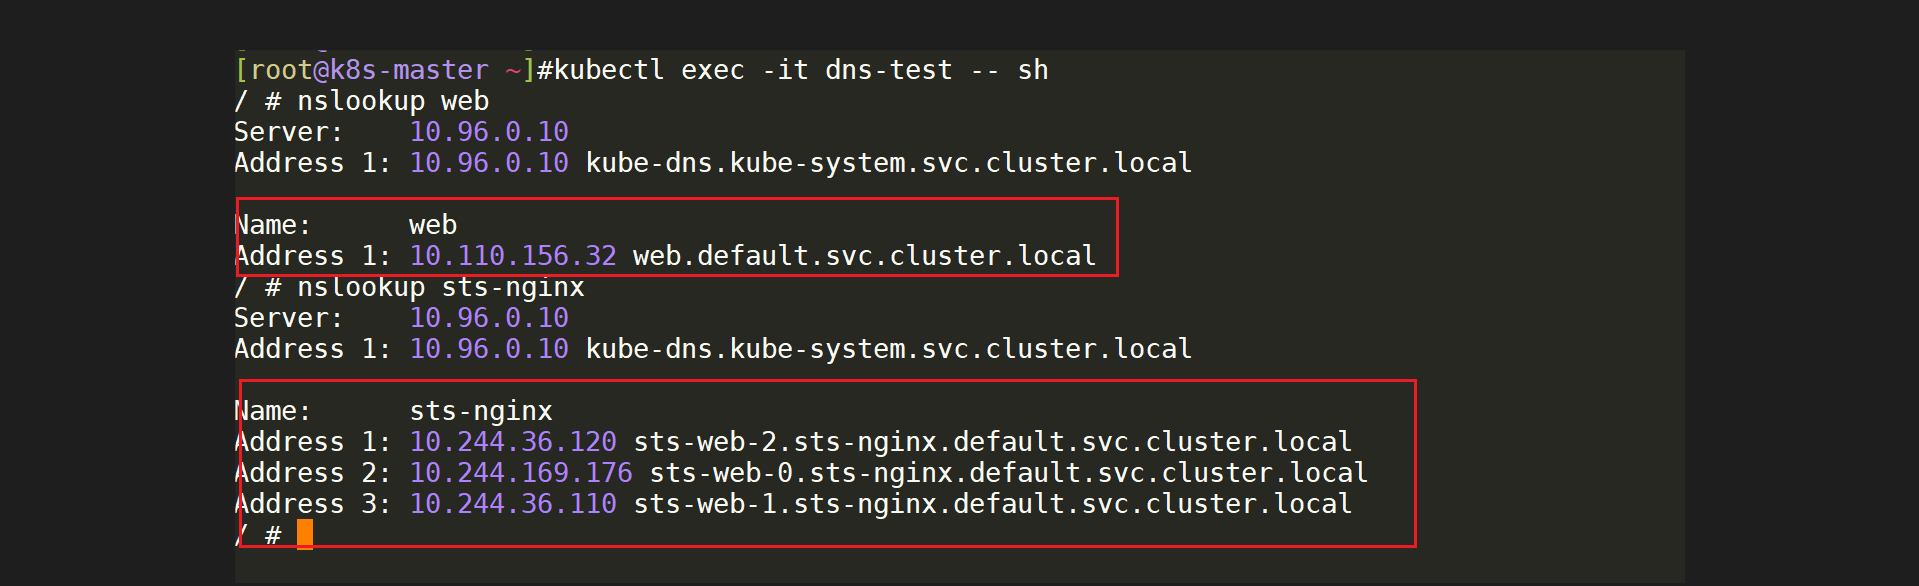 [root@k8s-master ~]#kubectl exec -it dns-test -- sh
/ # nslookup web
Server:    10.96.0.10
Address 1: 10.96.0.10 kube-dns.kube-system.svc.cluster.local
Name:      web
Address 1: 10.110.156.32 web.default.svc.cluster.local
/ # nslookup sts-nginx
Server:    10.96.0.10
Address 1: 10.96.0.10 kube-dns.kube-system.svc.cluster.local
Name:      sts-nginx
Address 1: 10.244.36.120 sts-web-2.sts-nginx.default.svc.cluster.local
Address 2: 10.244.169.176 sts-web-0.sts-nginx.default.svc.cluster.local
Address 3: 10.244.36.110 sts-web-1.sts-nginx.default.svc.cluster.local
/ #